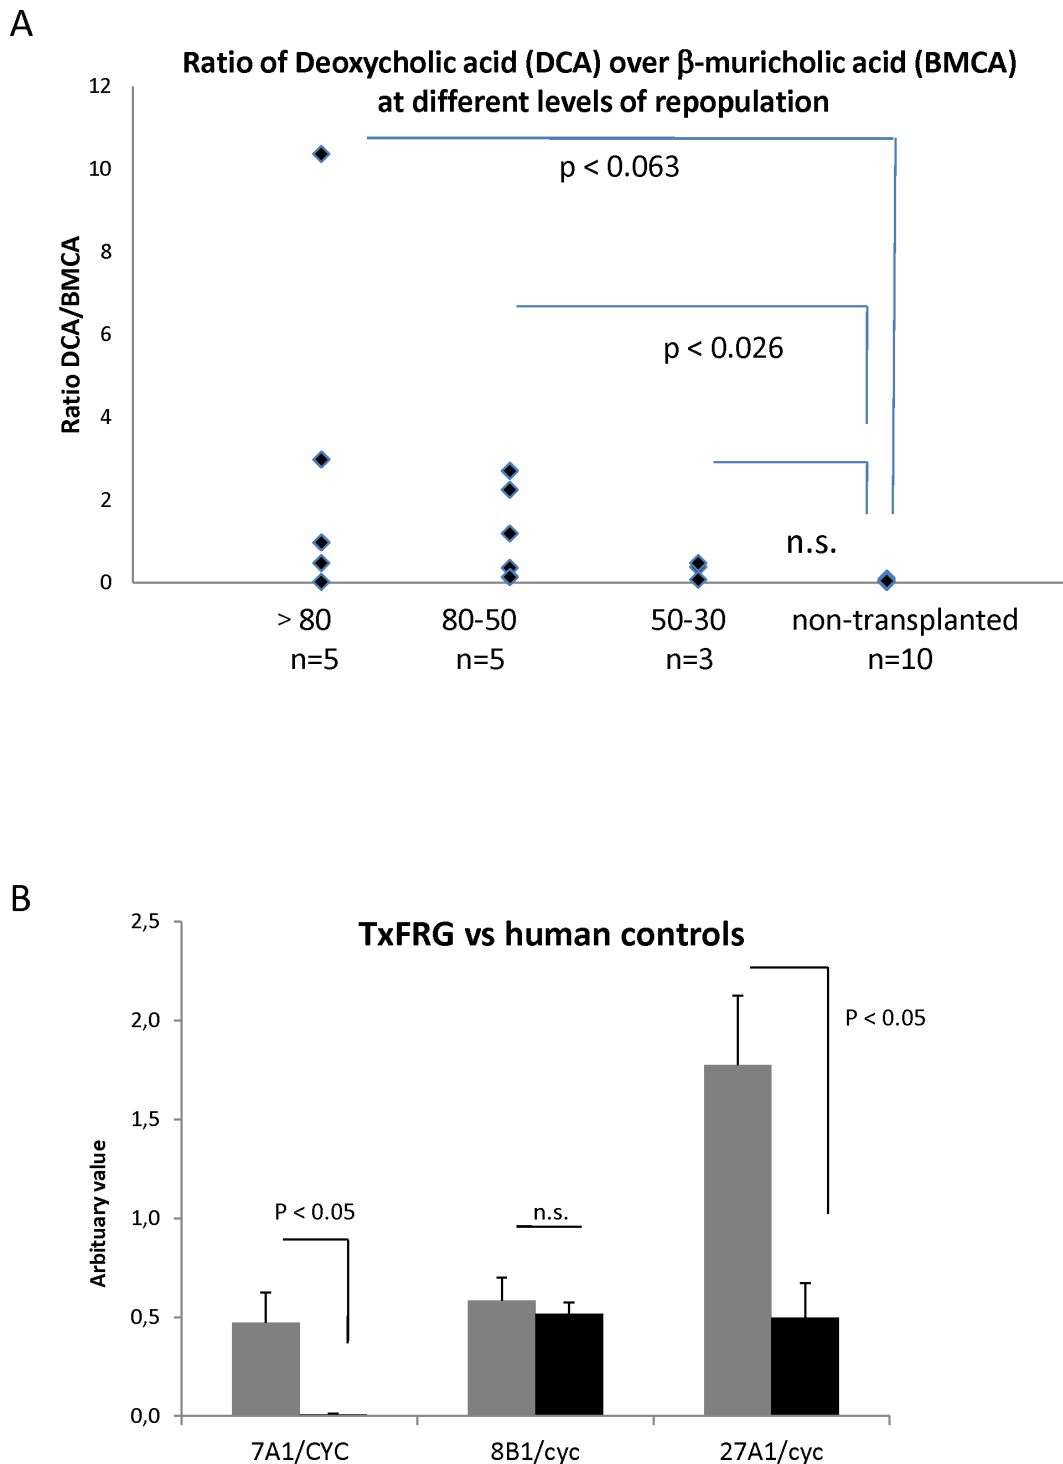 A
Ratio of Deoxycholic acid (DCA) over β-muricholic acid (BMCA)
at different levels of repopulation
12
10
8
6
4
2
0
Ratio DCA/BMCA
p < 0.063
p < 0.026
n.s.
> 80
80-50
50-30
non-transplanted
n=5
n=5
n=3
n=10
B
TxFRG vs human controls
2,5
2,0
1,5
1,0
0,5
0,0
Arbituary value
P < 0.05
n.s.
P < 0.05
7A1/CYC
8B1/cyc
27A1/cyc